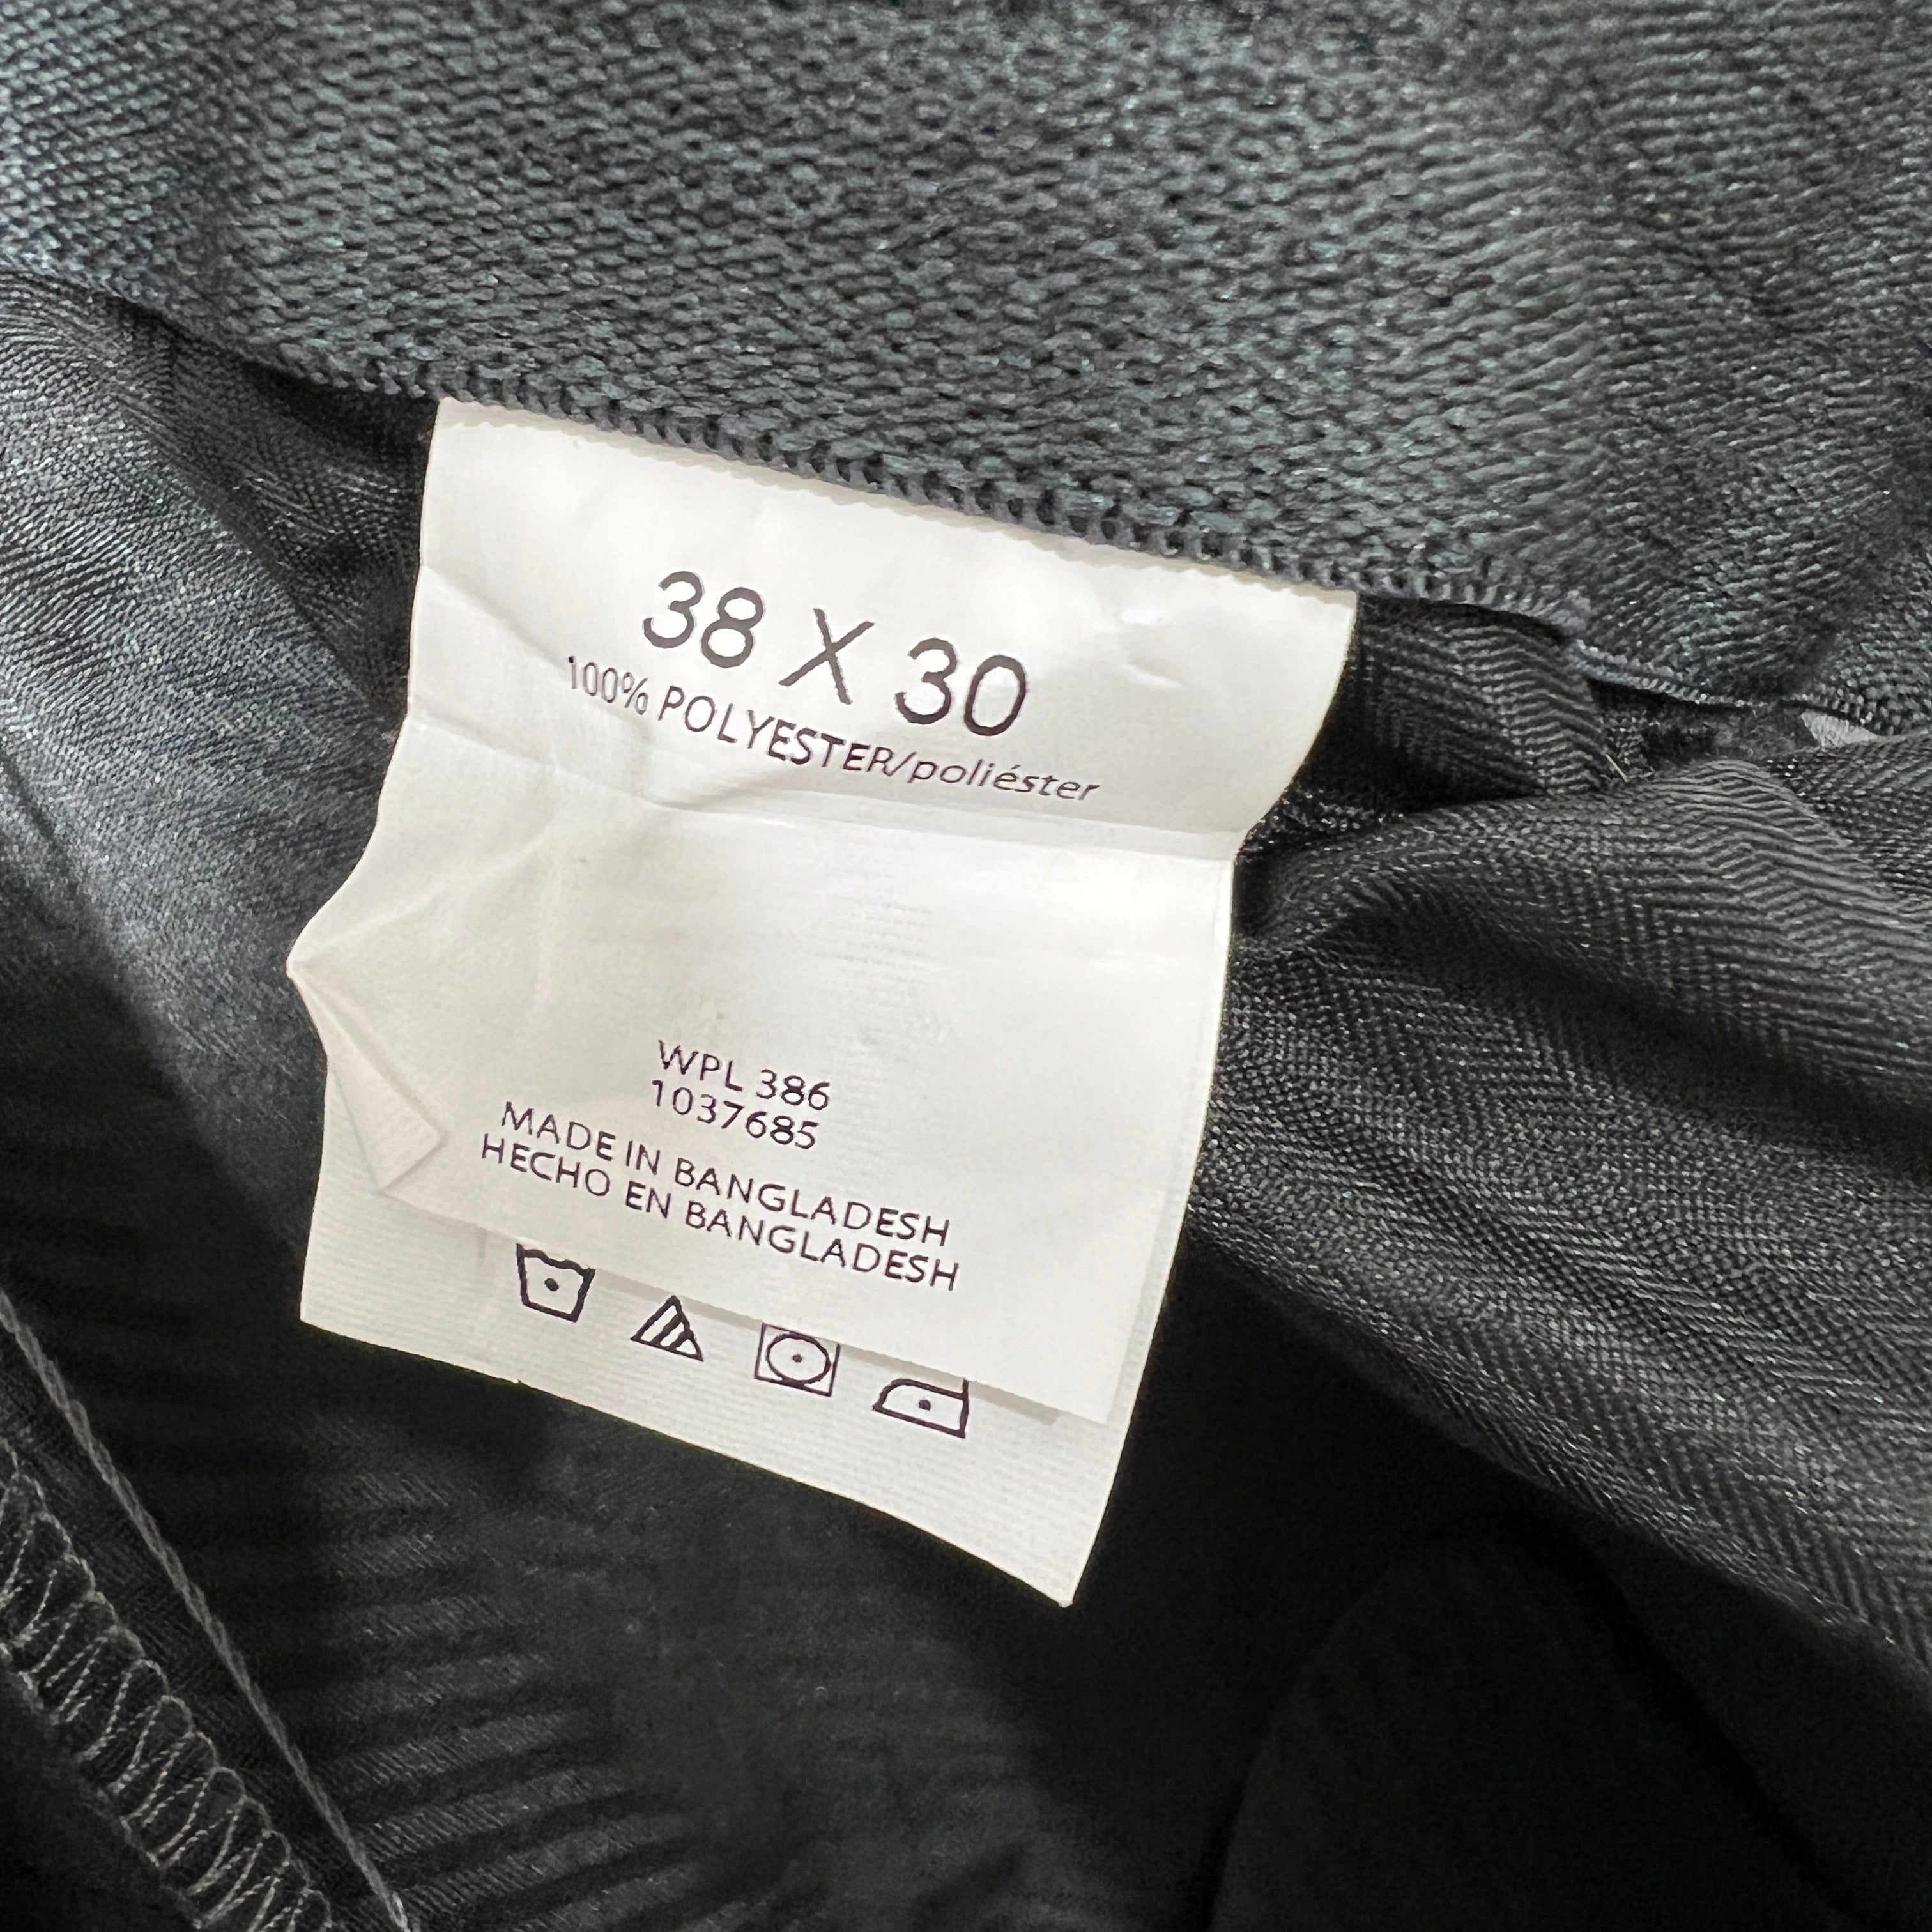 38 X 30
100% POLYESTER/poliéster
WPL 386
1037685
MADE IN BANGLADESH
HECHO EN BANGLADESH